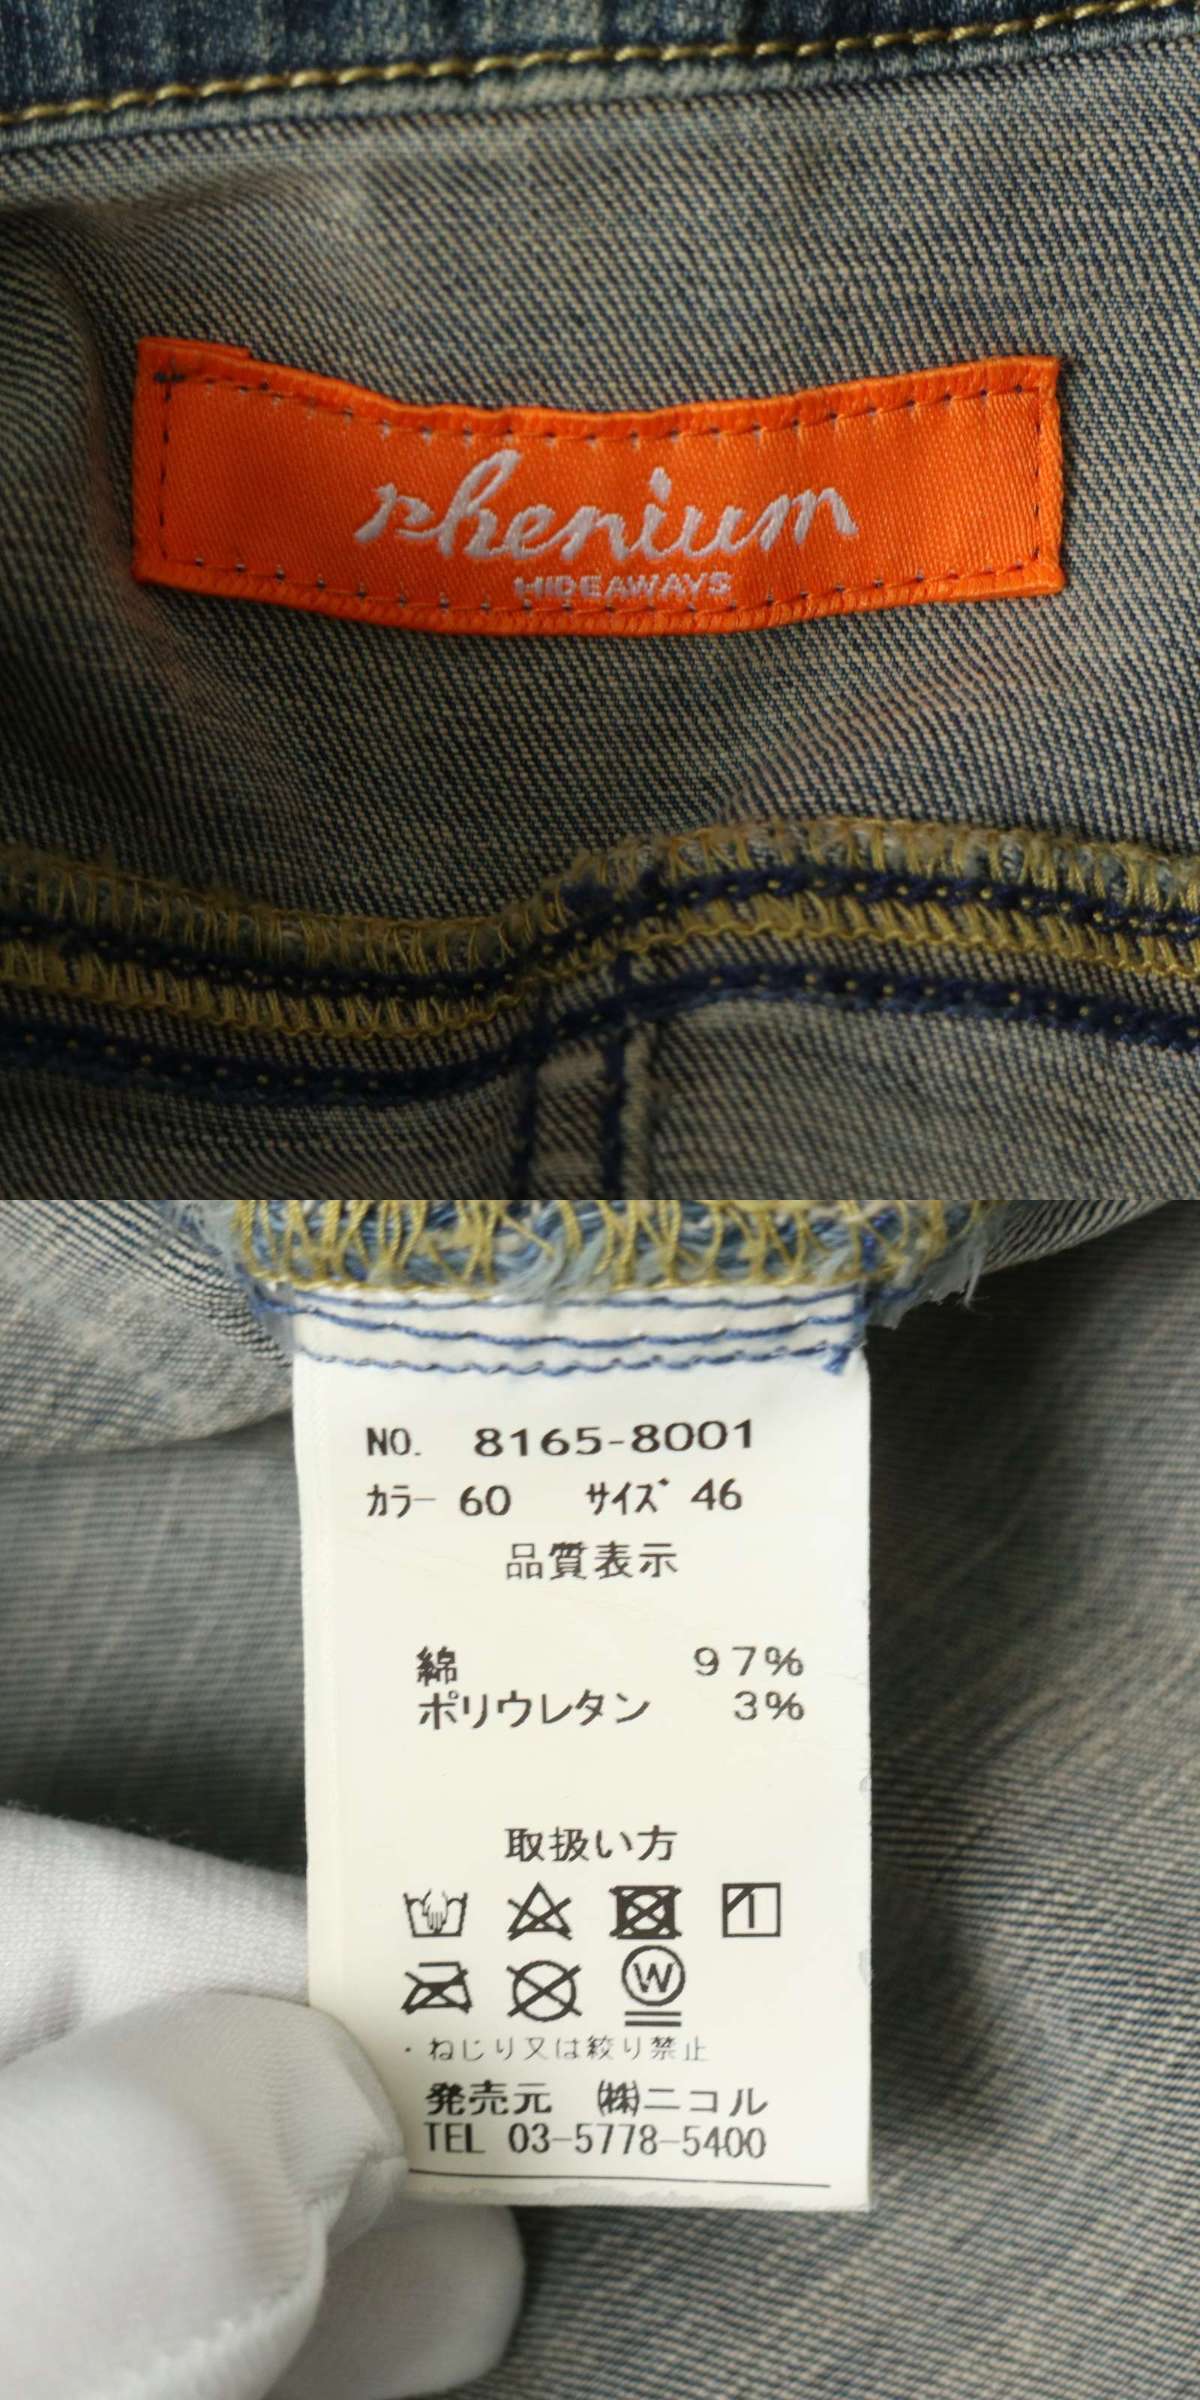 rhenium
HIDEAWAYS
NO. 8165-8001
カラー 60 サイズ 46
品質表示
綿 97%
ポリウレタン 3%
取扱い方
W
・ねじり又は絞り禁止
発売元 ㈱ニコル
TEL 03-5778-5400